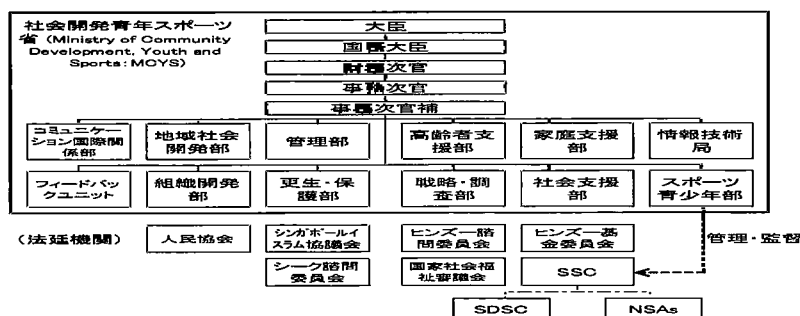 社会開発青年スポーツ
省 (Ministry of Community
Development, Youth and
Sports: MCYS)
大臣
国務大臣
財務次官
事務次官
事務次官補
コミュニケー
ション国際関
係部
地域社会
開発部
管理部
高齢者支
援部
家庭支援
部
情報技術
局
フィードバッ
クユニット
組織開発
部
更生・保
護部
戦略・調
査部
社会支援
部
スポーツ
青少年部
(法廷機関)
人民協会
シンガポールイ
スラム協議会
ヒンズー諮
問委員会
ヒンズー基
金委員会
管理・監督
シーク諮問
委員会
国家社会福
祉審議会
SSC
SDSC
NSAs